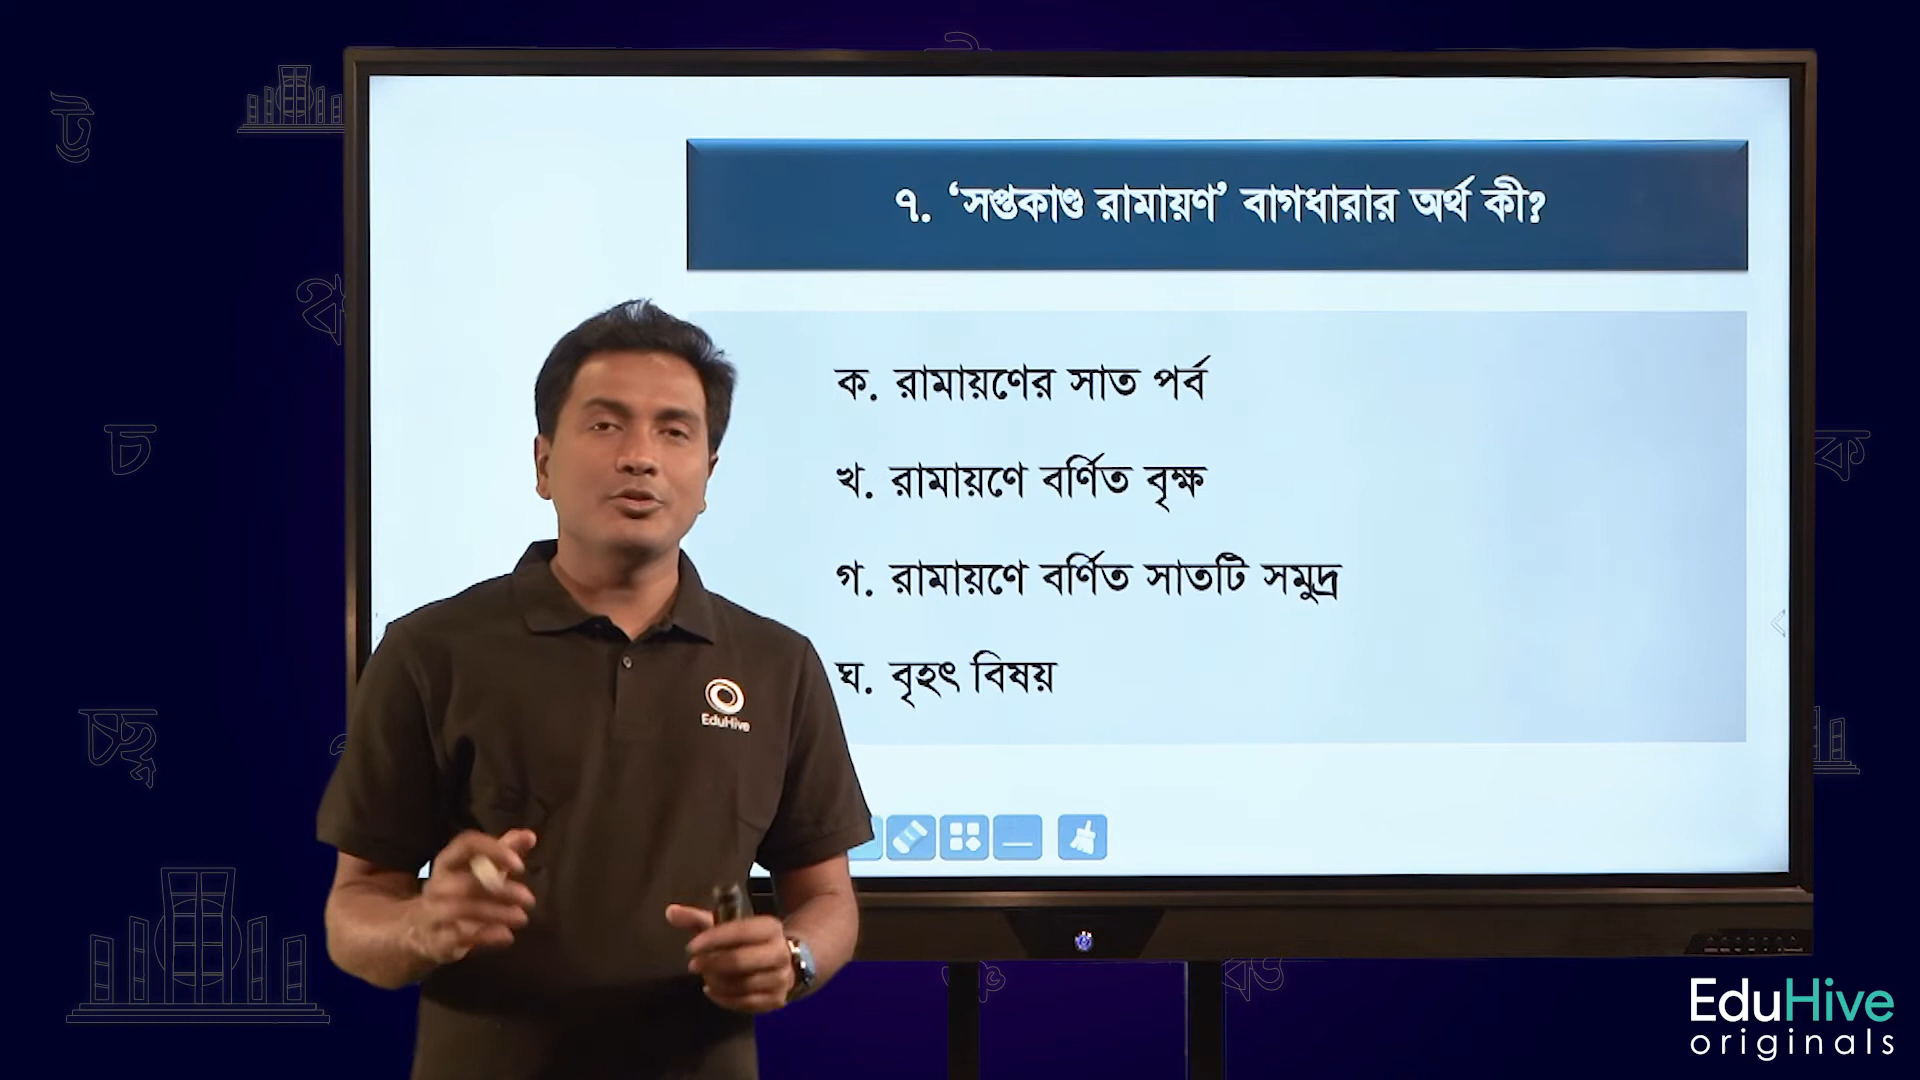 ৭. ‘সপ্তকাণ্ড রামায়ণ’ বাগধারার অর্থ কী?
ক. রামায়ণের সাত পর্ব
খ. রামায়ণে বর্ণিত বৃক্ষ
গ. রামায়ণে বর্ণিত সাতটি সমুদ্র
ঘ. বৃহৎ বিষয়
EduHive
EduHive
originals
ট্ট
চ
চ্ছ্ব
ক